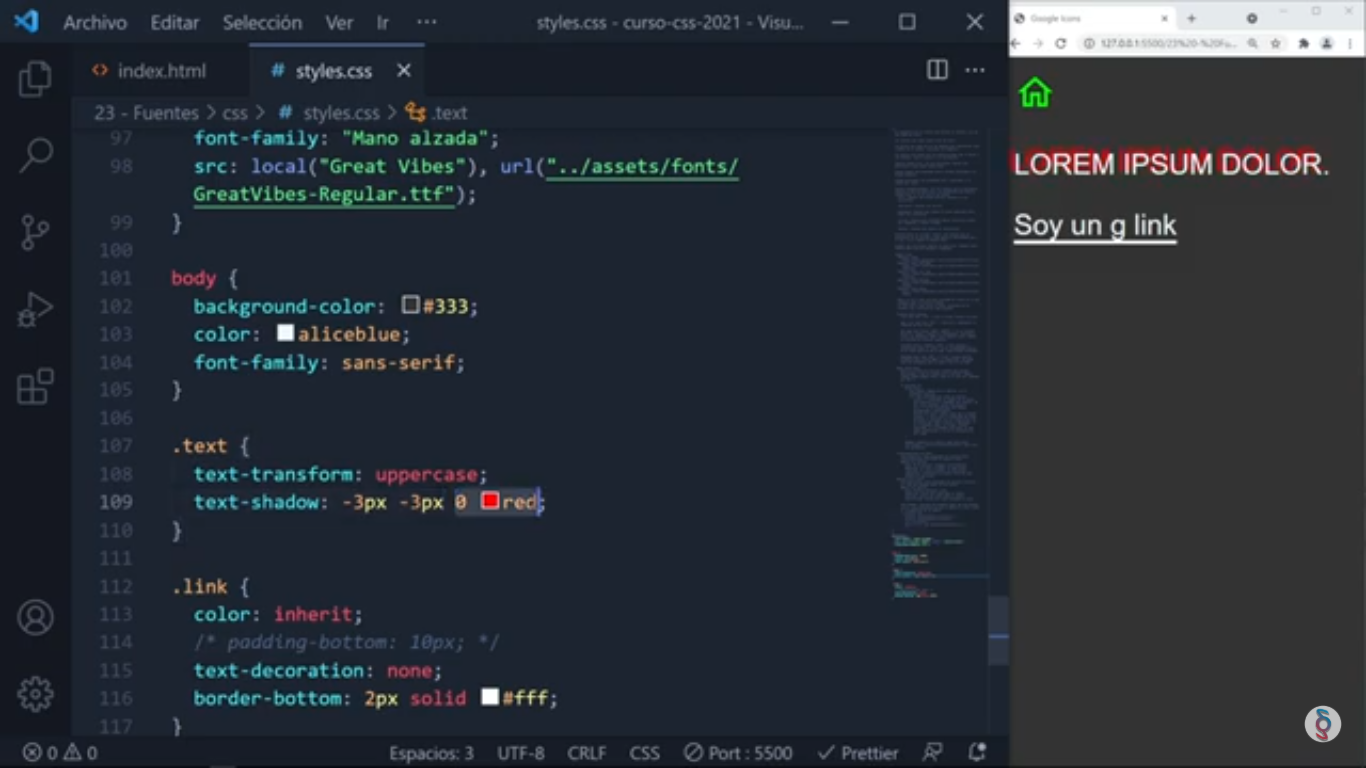 Archivo Editar Selección Ver Ir ··· styles.css - curso-css-2021 - Visu...
index.html # styles.css
23 - Fuentes > css > # styles.css > .text
97 font-family: "Mano alzada";
98 src: local("Great Vibes"), url("../assets/fonts/
GreatVibes-Regular.ttf");
99 }
100
101 body {
102 background-color: #333;
103 color: aliceblue;
104 font-family: sans-serif;
105 }
106
107 .text {
108 text-transform: uppercase;
109 text-shadow: -3px -3px 0 red;
110 }
111
112 .link {
113 color: inherit;
114 /* padding-bottom: 10px; */
115 text-decoration: none;
116 border-bottom: 2px solid #fff;
117 }
0 0 Espacios: 3 UTF-8 CRLF CSS Port : 5500 Prettier
Google Icons
127.0.0.1:5500/23%20-%20Fu...
LOREM IPSUM DOLOR.
Soy un g link